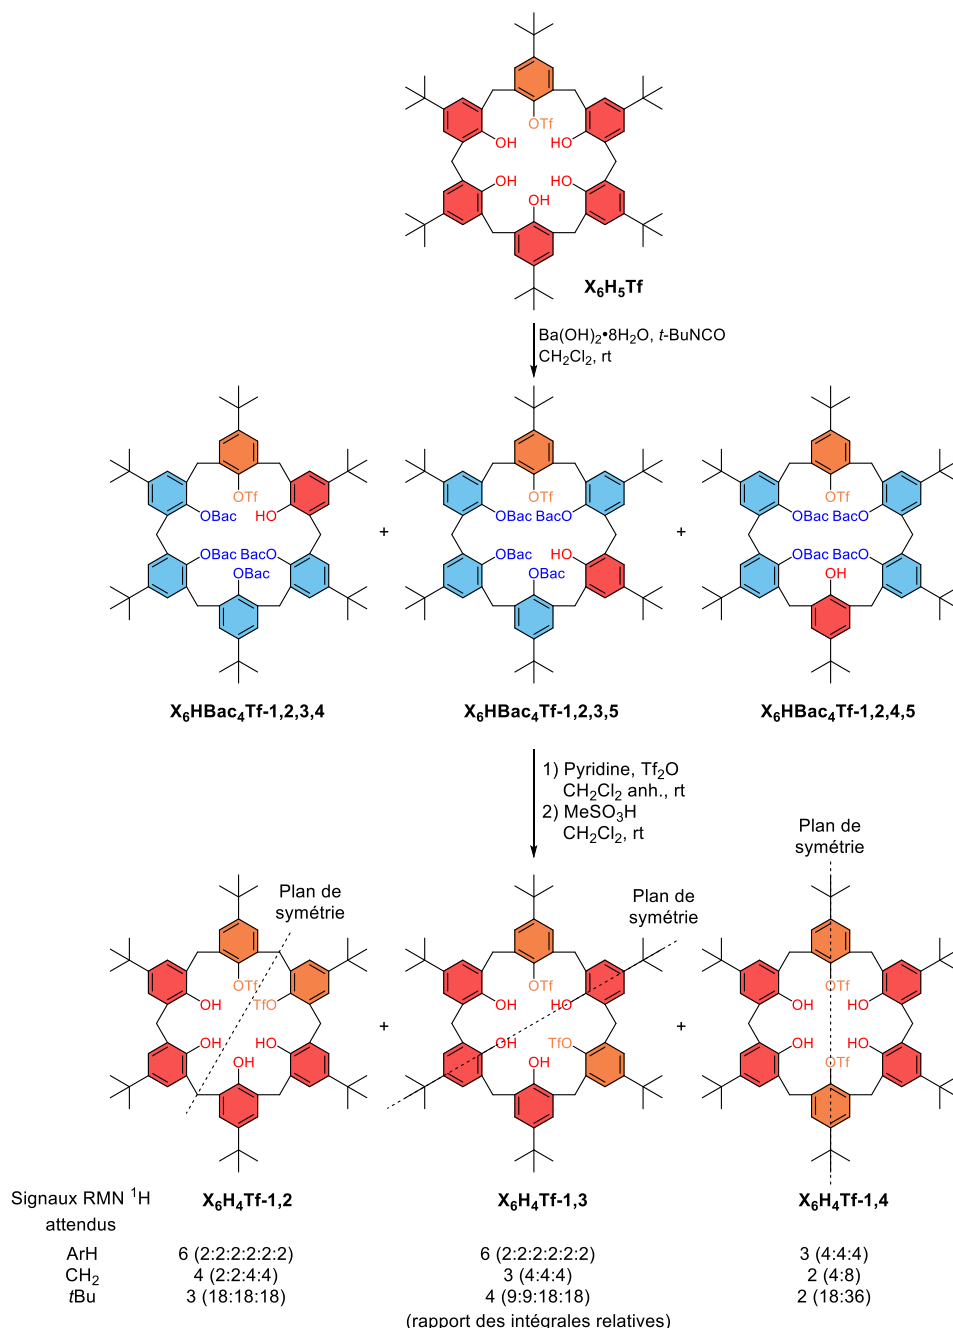 OTf
OH HO
OH HO
OH
X6H5Tf
Ba(OH)2•8H2O, t-BuNCO
CH2Cl2, rt
OTf
OBac HO
OBac BacO
OBac
+
OTf
OBac BacO
OBac HO
OBac
+
OTf
OBac BacO
OBac BacO
OH
X6HBac4Tf-1,2,3,4
X6HBac4Tf-1,2,3,5
X6HBac4Tf-1,2,4,5
1) Pyridine, Tf2O
CH2Cl2 anh., rt
2) MeSO3H
CH2Cl2, rt
Plan de
symétrie
Plan de
symétrie
Plan de
symétrie
OTf
OH TfO
OH HO
OH
+
OTf
OH HO
OH TfO
OH
+
OTf
OH HO
OH HO
OTf
Signaux RMN 1H
attendus
X6H4Tf-1,2
X6H4Tf-1,3
X6H4Tf-1,4
ArH 6 (2:2:2:2:2:2) 6 (2:2:2:2:2:2) 3 (4:4:4)
CH2 4 (2:2:4:4) 3 (4:4:4) 2 (4:8)
tBu 3 (18:18:18) 4 (9:9:18:18) 2 (18:36)
(rapport des intégrales relatives)